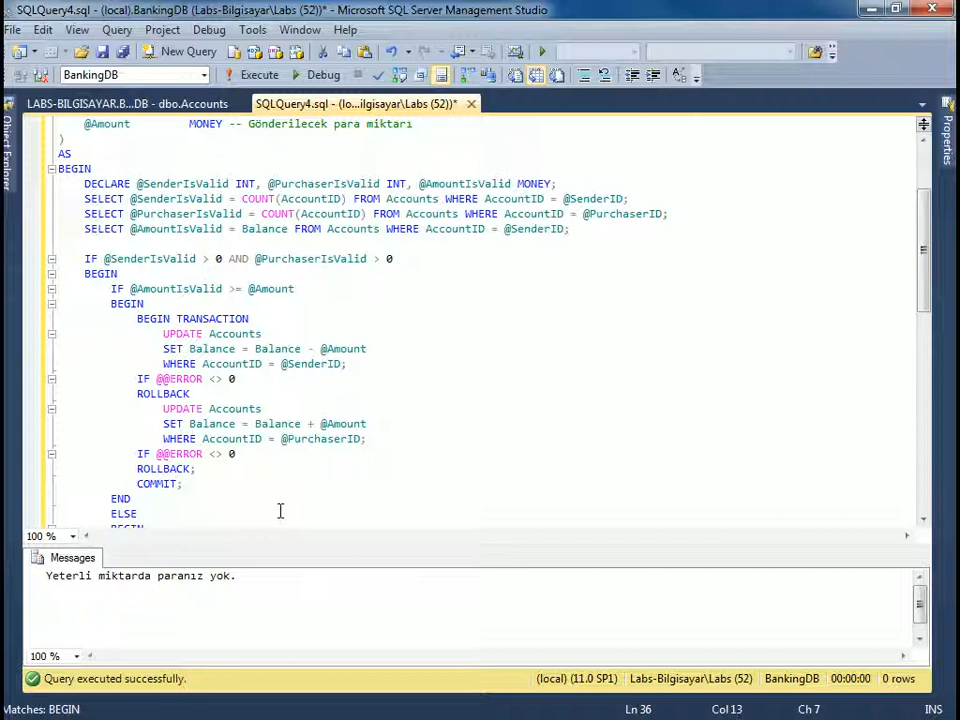 SQLQuery4.sql - (local).BankingDB (Labs-Bilgisayar\Labs (52))* - Microsoft SQL Server Management Studio
File Edit View Query Project Debug Tools Window Help
New Query
BankingDB Execute Debug
LABS-BILGISAYAR.B...DB - dbo.Accounts SQLQuery4.sql - (lo...ilgisayar\Labs (52))*
Object Explorer
Properties
@Amount MONEY -- Gönderilecek para miktarı
)
AS
BEGIN
DECLARE @SenderIsValid INT, @PurchaserIsValid INT, @AmountIsValid MONEY;
SELECT @SenderIsValid = COUNT(AccountID) FROM Accounts WHERE AccountID = @SenderID;
SELECT @PurchaserIsValid = COUNT(AccountID) FROM Accounts WHERE AccountID = @PurchaserID;
SELECT @AmountIsValid = Balance FROM Accounts WHERE AccountID = @SenderID;
IF @SenderIsValid > 0 AND @PurchaserIsValid > 0
BEGIN
IF @AmountIsValid >= @Amount
BEGIN
BEGIN TRANSACTION
UPDATE Accounts
SET Balance = Balance - @Amount
WHERE AccountID = @SenderID;
IF @@ERROR <> 0
ROLLBACK
UPDATE Accounts
SET Balance = Balance + @Amount
WHERE AccountID = @PurchaserID;
IF @@ERROR <> 0
ROLLBACK;
COMMIT;
END
ELSE
BEGIN
100 %
Messages
Yeterli miktarda paranız yok.
100 %
Query executed successfully. (local) (11.0 SP1) Labs-Bilgisayar\Labs (52) BankingDB 00:00:00 0 rows
Matches: BEGIN Ln 36 Col 13 Ch 7 INS